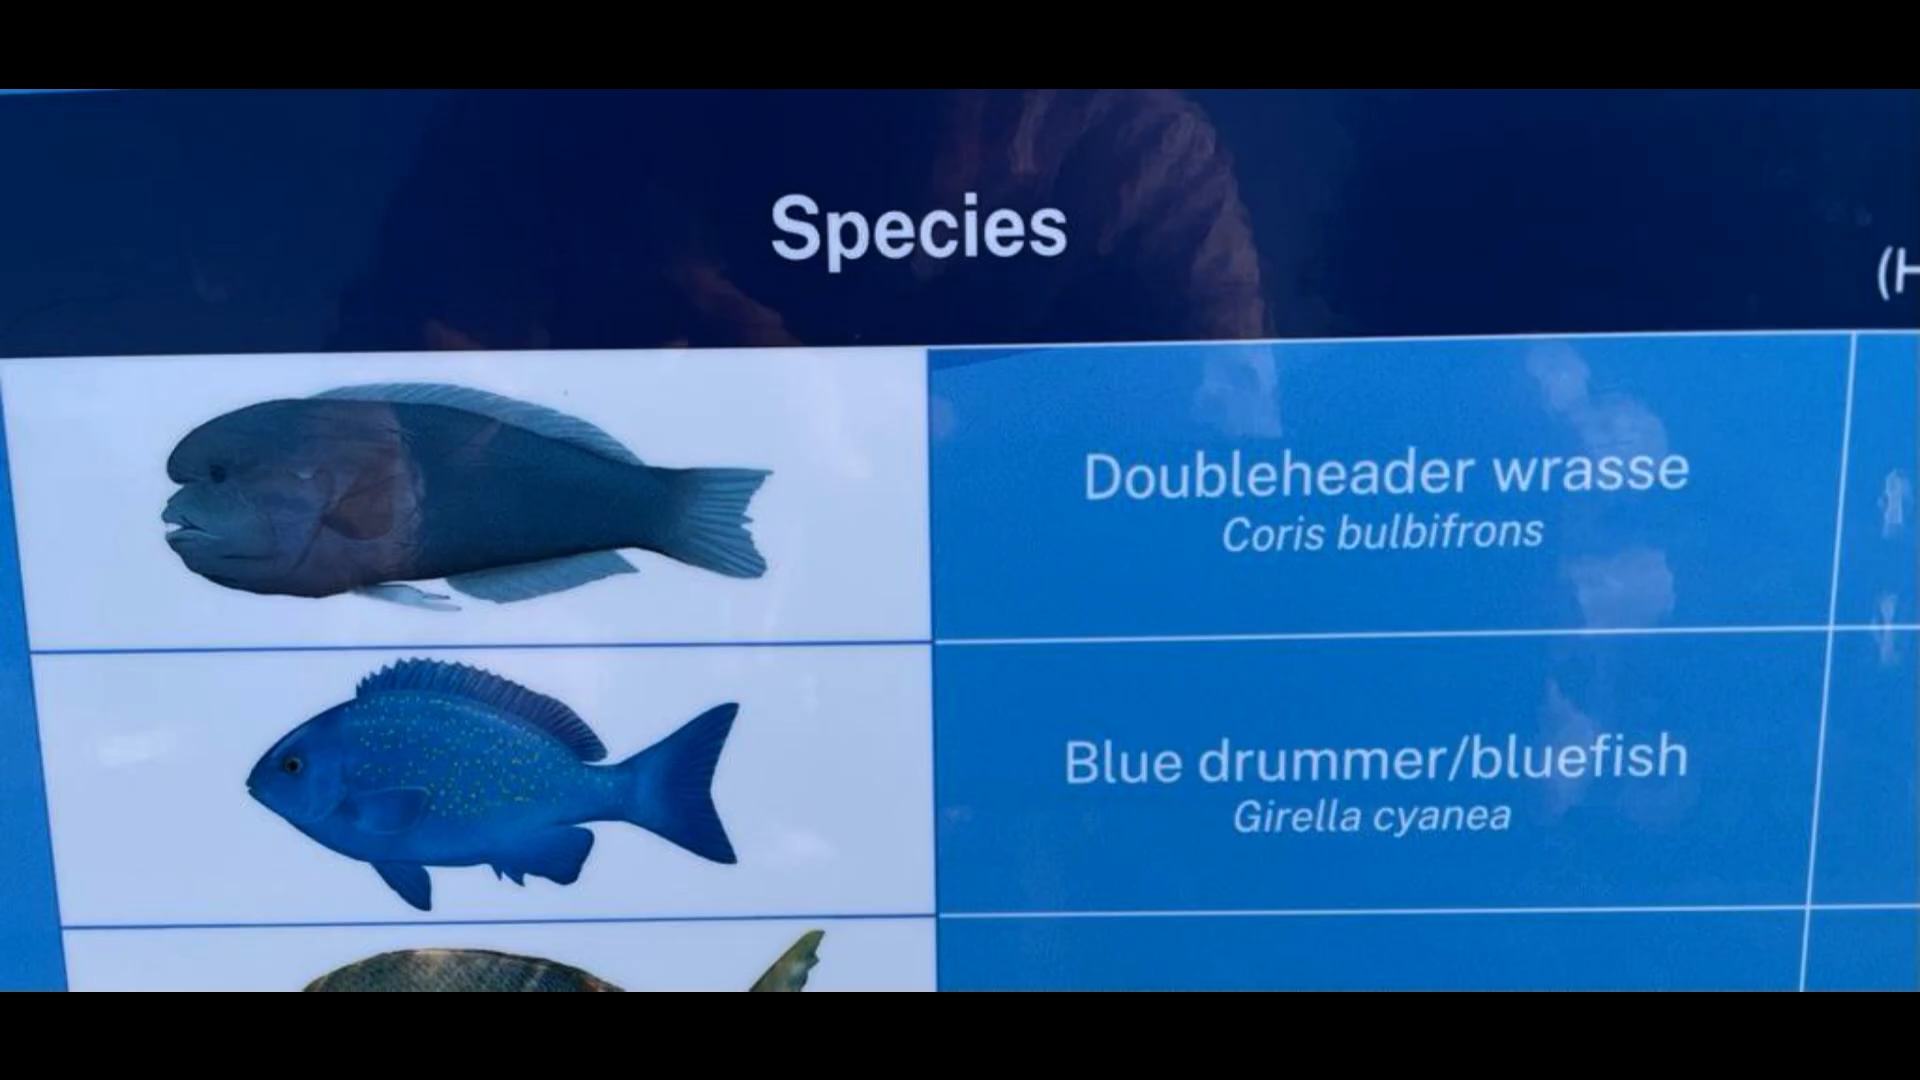 Species
(H
Doubleheader wrasse
Coris bulbifrons
Blue drummer/bluefish
Girella cyanea